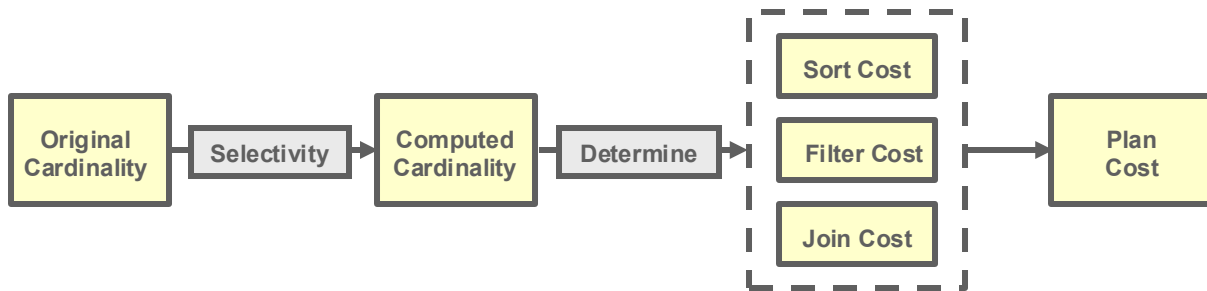 Original
Cardinality
Selectivity
Computed
Cardinality
Determine
Sort Cost
Filter Cost
Join Cost
Plan
Cost